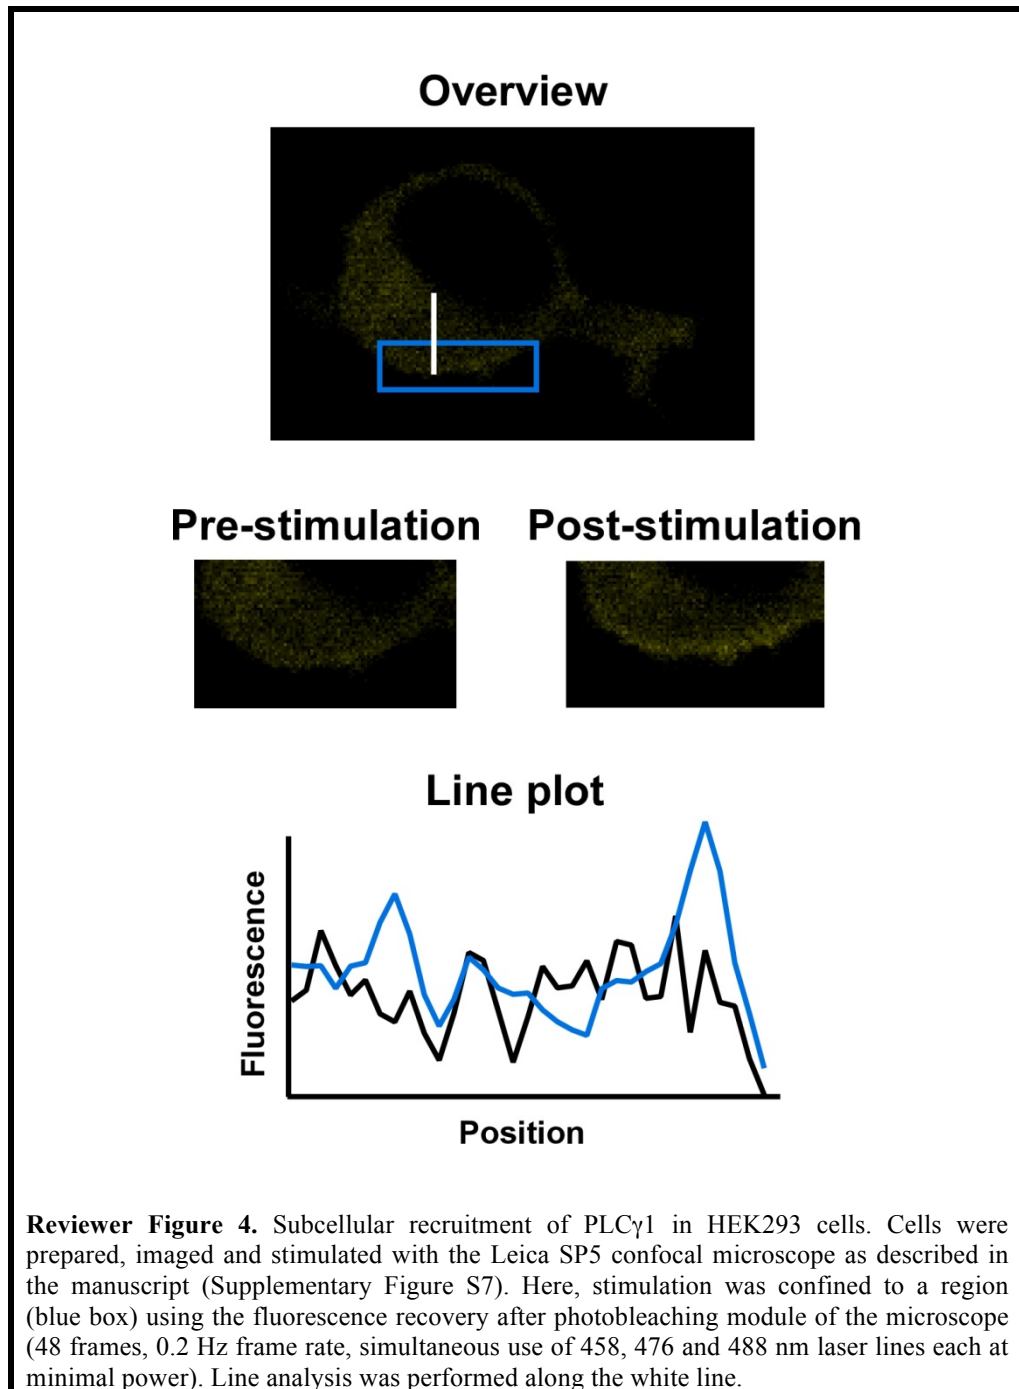 Overview
Pre-stimulation Post-stimulation
Line plot
Fluorescence
Position
Reviewer Figure 4. Subcellular recruitment of PLCγ1 in HEK293 cells. Cells were
prepared, imaged and stimulated with the Leica SP5 confocal microscope as described in
the manuscript (Supplementary Figure S7). Here, stimulation was confined to a region
(blue box) using the fluorescence recovery after photobleaching module of the microscope
(48 frames, 0.2 Hz frame rate, simultaneous use of 458, 476 and 488 nm laser lines each at
minimal power). Line analysis was performed along the white line.